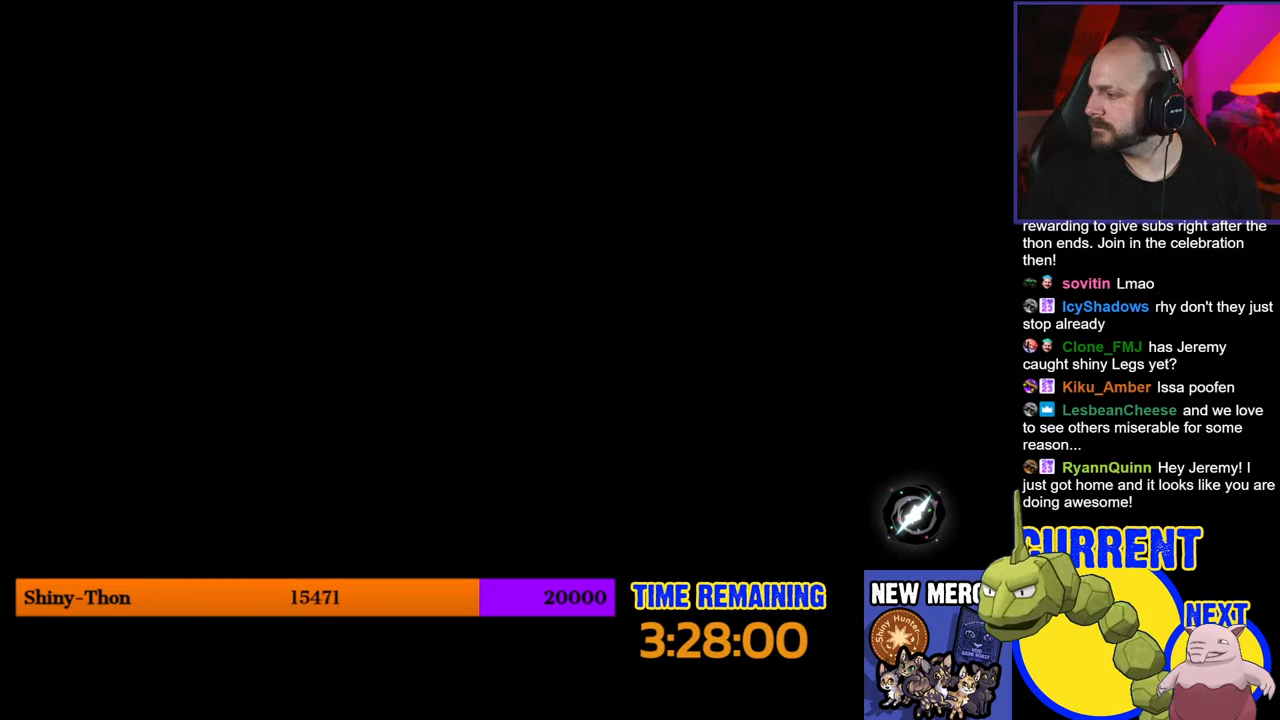 rewarding to give subs right after the
thon ends. Join in the celebration
then!
sovitin Lmao
IcyShadows rhy don't they just
stop already
Clone_FMJ has Jeremy
caught shiny Legs yet?
Kiku_Amber Issa poofen
LesbeanCheese and we love
to see others miserable for some
reason...
RyannQuinn Hey Jeremy! I
just got home and it looks like you are
doing awesome!
CURRENT
NEXT
Shiny-Thon 15471 20000
TIME REMAINING
3:28:00
NEW MERC
Shiny Hunter